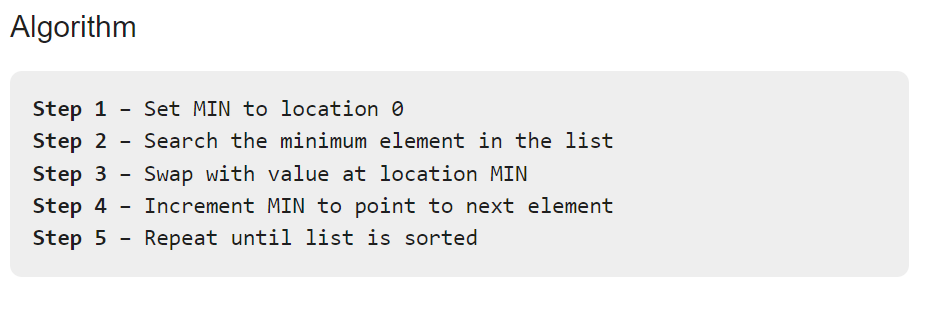 Algorithm
Step 1 – Set MIN to location 0
Step 2 – Search the minimum element in the list
Step 3 – Swap with value at location MIN
Step 4 – Increment MIN to point to next element
Step 5 – Repeat until list is sorted